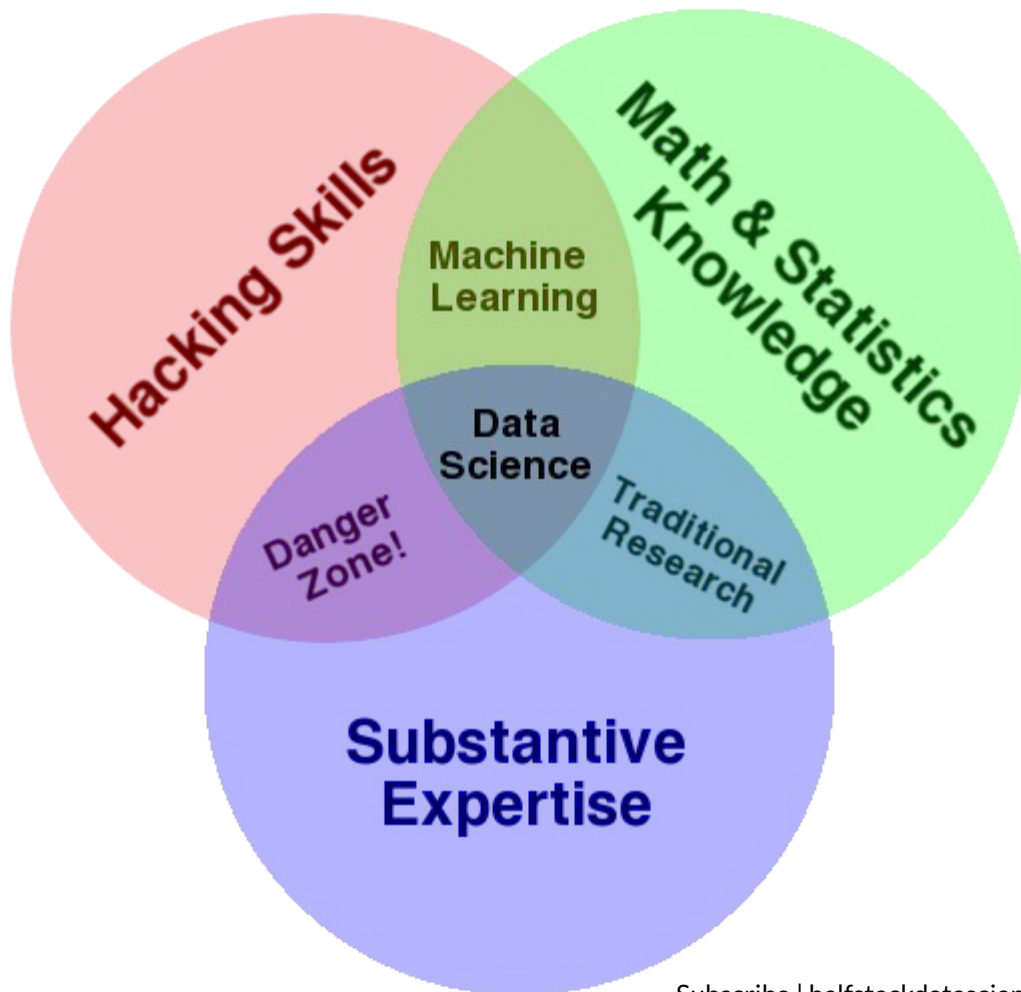 Hacking Skills
Math & Statistics
Knowledge
Machine
Learning
Data
Science
Danger
Zone!
Traditional
Research
Substantive
Expertise